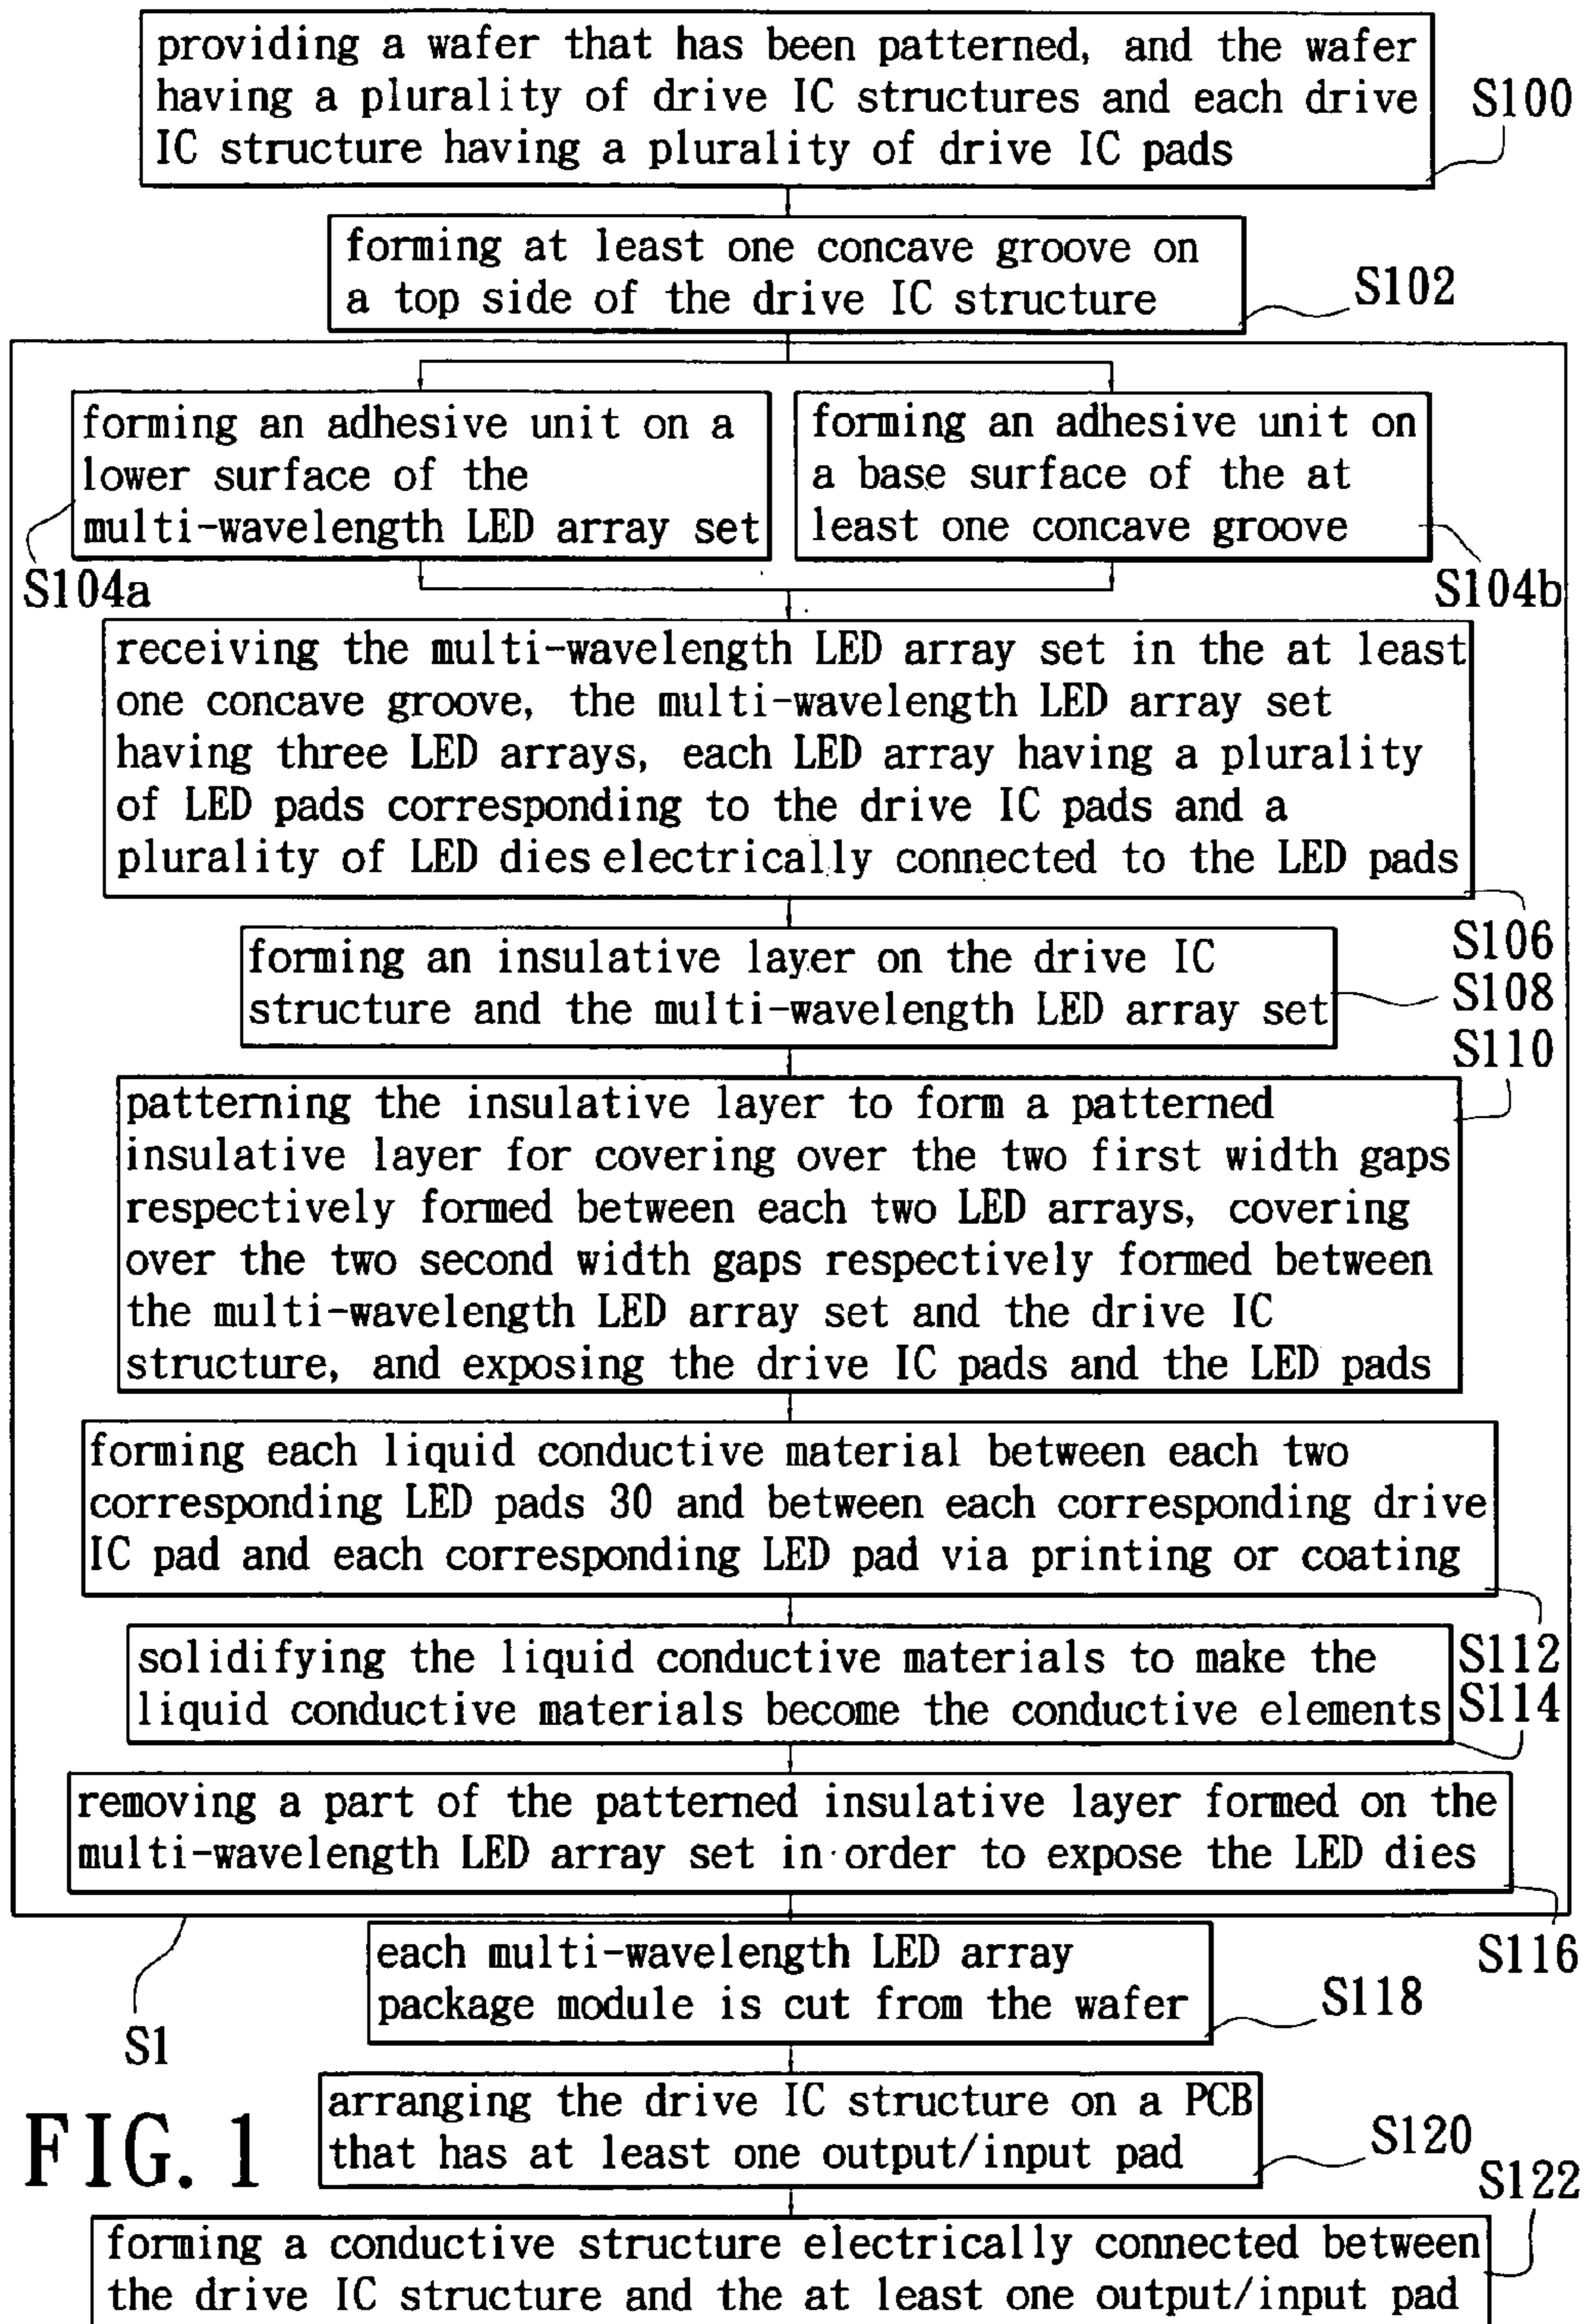 providing a wafer that has been patterned, and the wafer
having a plurality of drive IC structures and each drive
IC structure having a plurality of drive IC pads
S100
forming at least one concave groove on
a top side of the drive IC structure
S102
forming an adhesive unit on a
lower surface of the
multi-wavelength LED array set
S104a
forming an adhesive unit on
a base surface of the at
least one concave groove
S104b
receiving the multi-wavelength LED array set in the at least
one concave groove, the multi-wavelength LED array set
having three LED arrays, each LED array having a plurality
of LED pads corresponding to the drive IC pads and a
plurality of LED dies electrically connected to the LED pads
S106
forming an insulative layer on the drive IC
structure and the multi-wavelength LED array set
S108
S110
patterning the insulative layer to form a patterned
insulative layer for covering over the two first width gaps
respectively formed between each two LED arrays, covering
over the two second width gaps respectively formed between
the multi-wavelength LED array set and the drive IC
structure, and exposing the drive IC pads and the LED pads
forming each liquid conductive material between each two
corresponding LED pads 30 and between each corresponding drive
IC pad and each corresponding LED pad via printing or coating
S112
solidifying the liquid conductive materials to make the
liquid conductive materials become the conductive elements
S114
removing a part of the patterned insulative layer formed on the
multi-wavelength LED array set in order to expose the LED dies
S116
S1
each multi-wavelength LED array
package module is cut from the wafer
S118
arranging the drive IC structure on a PCB
that has at least one output/input pad
S120
FIG. 1
S122
forming a conductive structure electrically connected between
the drive IC structure and the at least one output/input pad